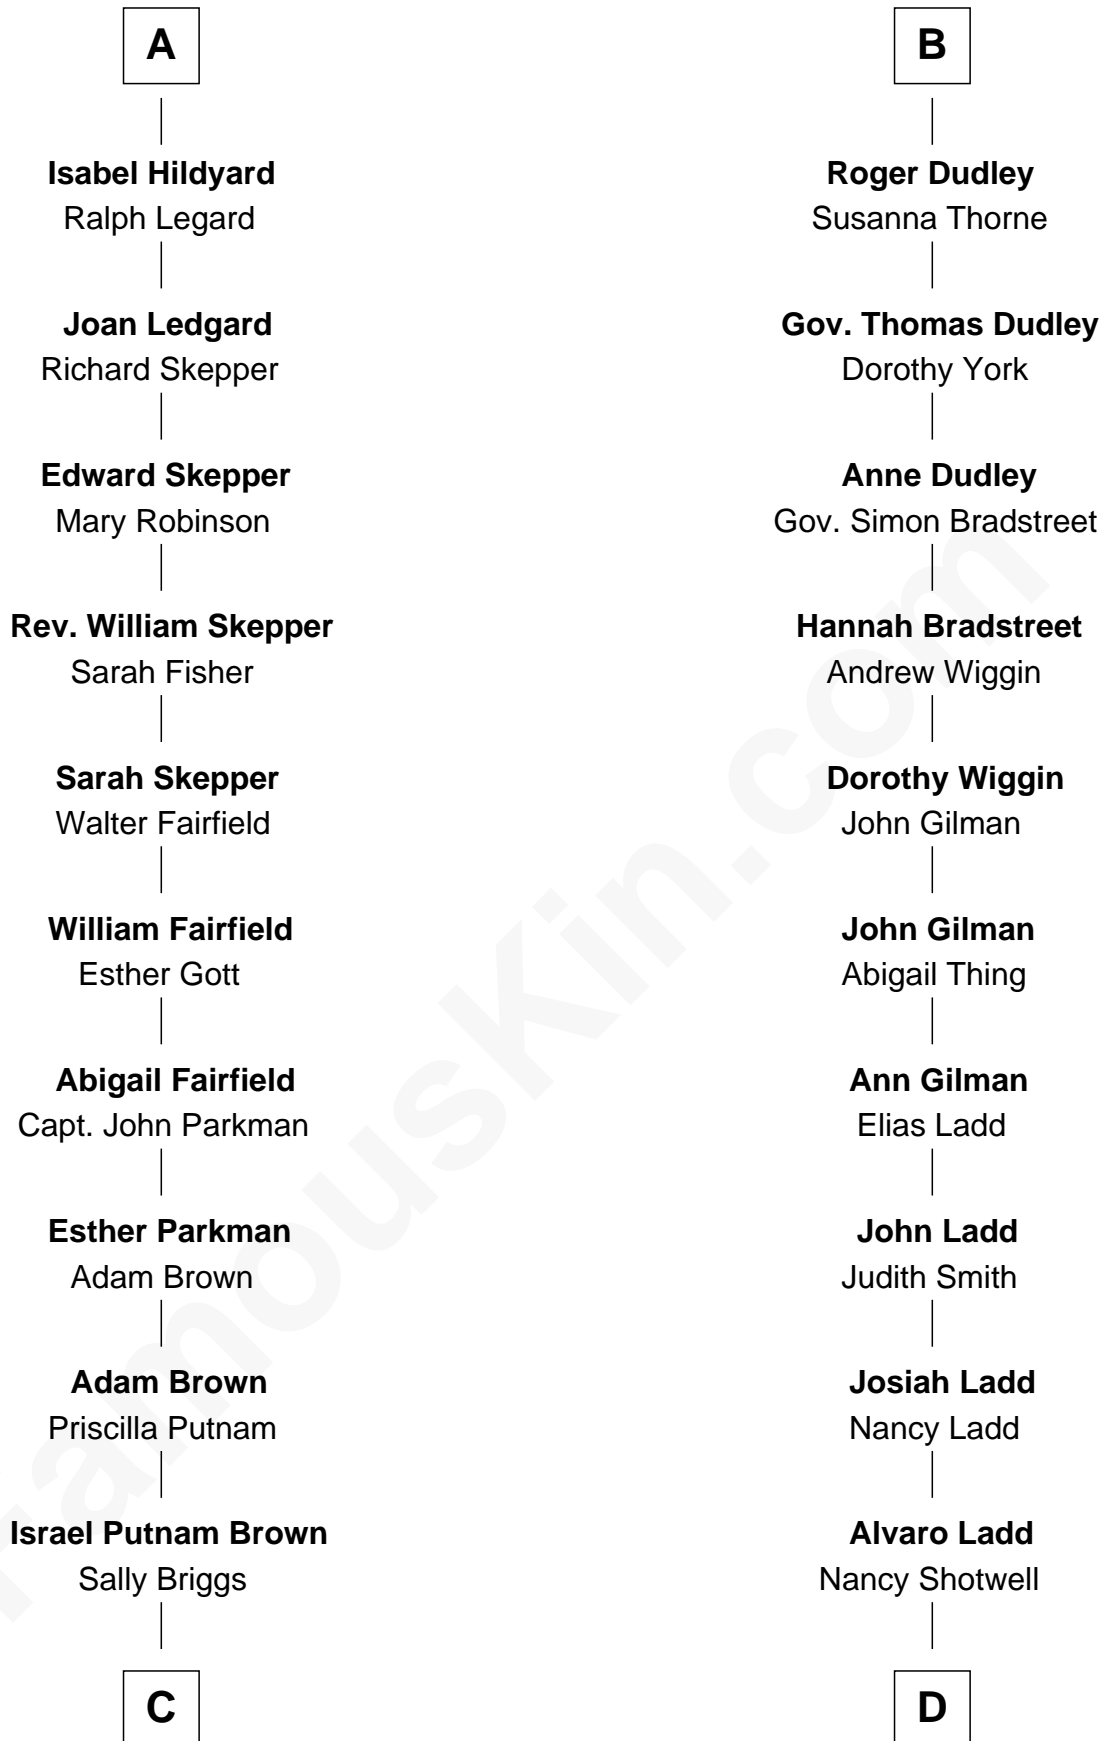 A
Isabel Hildyard
Ralph Legard
Joan Ledgard
Richard Skepper
Edward Skepper
Mary Robinson
Rev. William Skepper
Sarah Fisher
Sarah Skepper
Walter Fairfield
William Fairfield
Esther Gott
Abigail Fairfield
Capt. John Parkman
Esther Parkman
Adam Brown
Adam Brown
Priscilla Putnam
Israel Putnam Brown
Sally Briggs
C
B
Roger Dudley
Susanna Thorne
Gov. Thomas Dudley
Dorothy York
Anne Dudley
Gov. Simon Bradstreet
Hannah Bradstreet
Andrew Wiggin
Dorothy Wiggin
John Gilman
John Gilman
Abigail Thing
Ann Gilman
Elias Ladd
John Ladd
Judith Smith
Josiah Ladd
Nancy Ladd
Alvaro Ladd
Nancy Shotwell
D
FamousKin.com